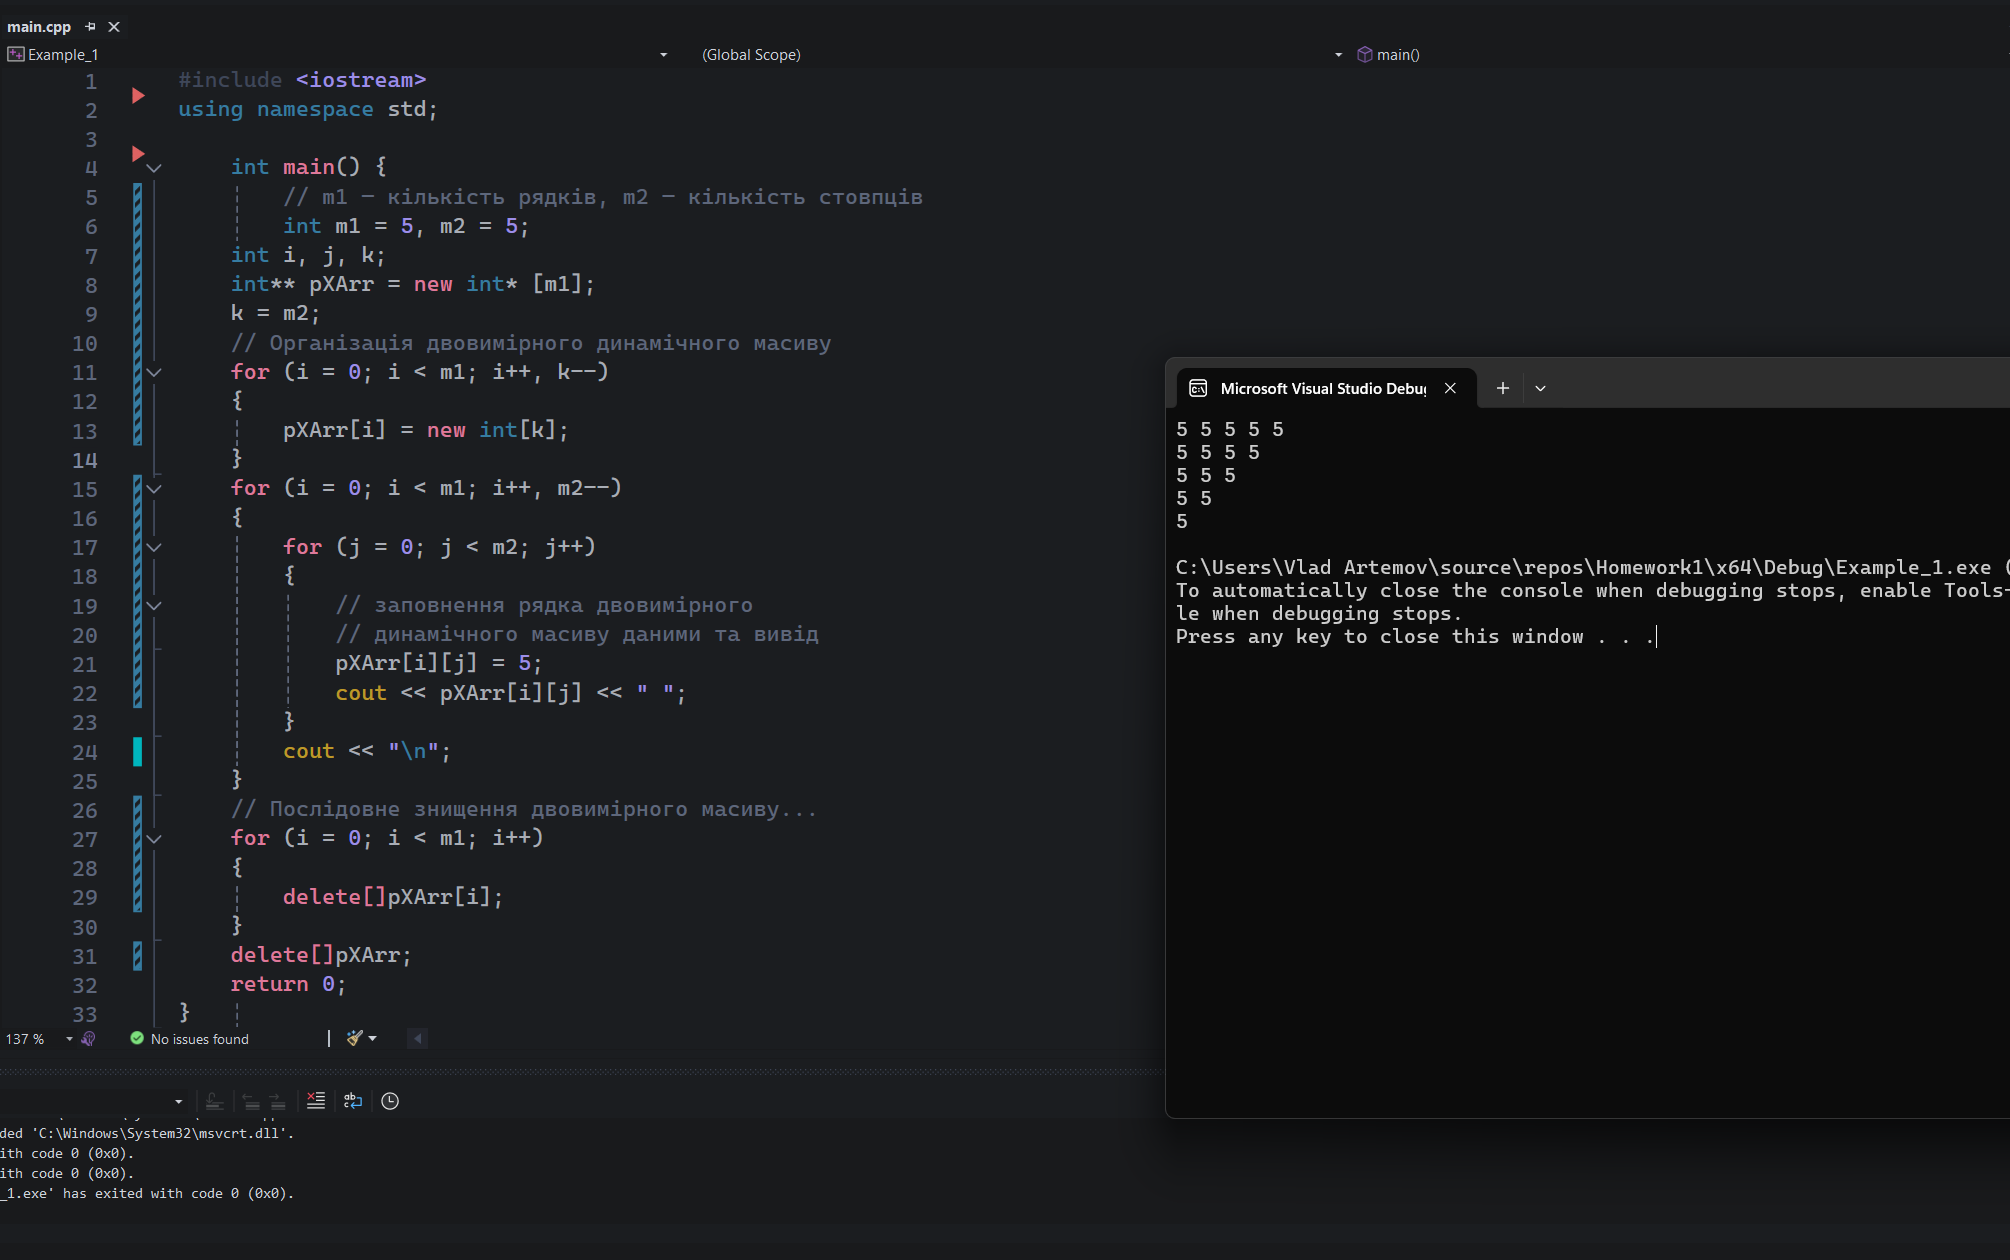 main.cpp
Example_1 (Global Scope) main()
1 #include <iostream>
2 using namespace std;
3
4 int main() {
5 // m1 — кількість рядків, m2 — кількість стовпців
6 int m1 = 5, m2 = 5;
7 int i, j, k;
8 int** pXArr = new int* [m1];
9 k = m2;
10 // Організація двовимірного динамічного масиву
11 for (i = 0; i < m1; i++, k--)
12 {
13 pXArr[i] = new int[k];
14 }
15 for (i = 0; i < m1; i++, m2--)
16 {
17 for (j = 0; j < m2; j++)
18 {
19 // заповнення рядка двовимірного
20 // динамічного масиву даними та вивід
21 pXArr[i][j] = 5;
22 cout << pXArr[i][j] << " ";
23 }
24 cout << "\n";
25 }
26 // Послідовне знищення двовимірного масиву...
27 for (i = 0; i < m1; i++)
28 {
29 delete[]pXArr[i];
30 }
31 delete[]pXArr;
32 return 0;
33 }
137 % No issues found
ded 'C:\Windows\System32\msvcrt.dll'.
ith code 0 (0x0).
ith code 0 (0x0).
_1.exe' has exited with code 0 (0x0).
Microsoft Visual Studio Debu
5 5 5 5 5
5 5 5 5
5 5 5
5 5
5
C:\Users\Vlad Artemov\source\repos\Homework1\x64\Debug\Example_1.exe (
To automatically close the console when debugging stops, enable Tools-
le when debugging stops.
Press any key to close this window . . .